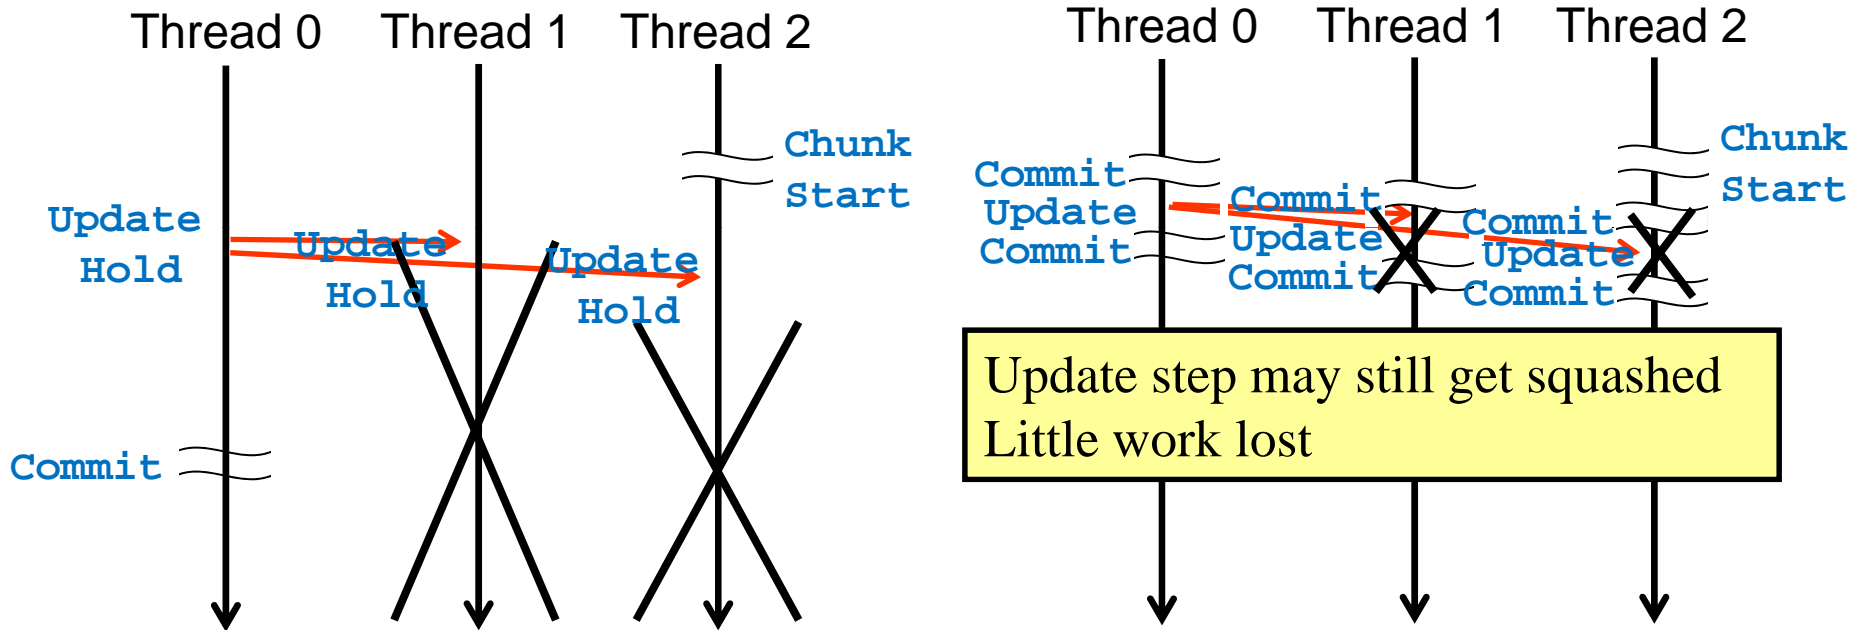 Thread 0 Thread 1 Thread 2
Chunk
Start
Update
Hold
Update
Hold
Update
Hold
Commit
Thread 0 Thread 1 Thread 2
Chunk
Start
Commit
Update
Commit
Commit
Update
Commit
Commit
Update
Commit
Update step may still get squashed
Little work lost